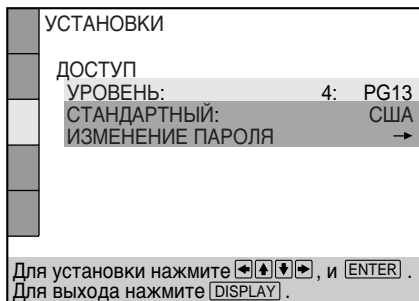 УСТАНОВКИ
ДОСТУП
УРОВЕНЬ: 4: PG13
СТАНДАРТНЫЙ: США
ИЗМЕНЕНИЕ ПАРОЛЯ →
Для установки нажмите ←↑↓→, и ENTER.
Для выхода нажмите DISPLAY.